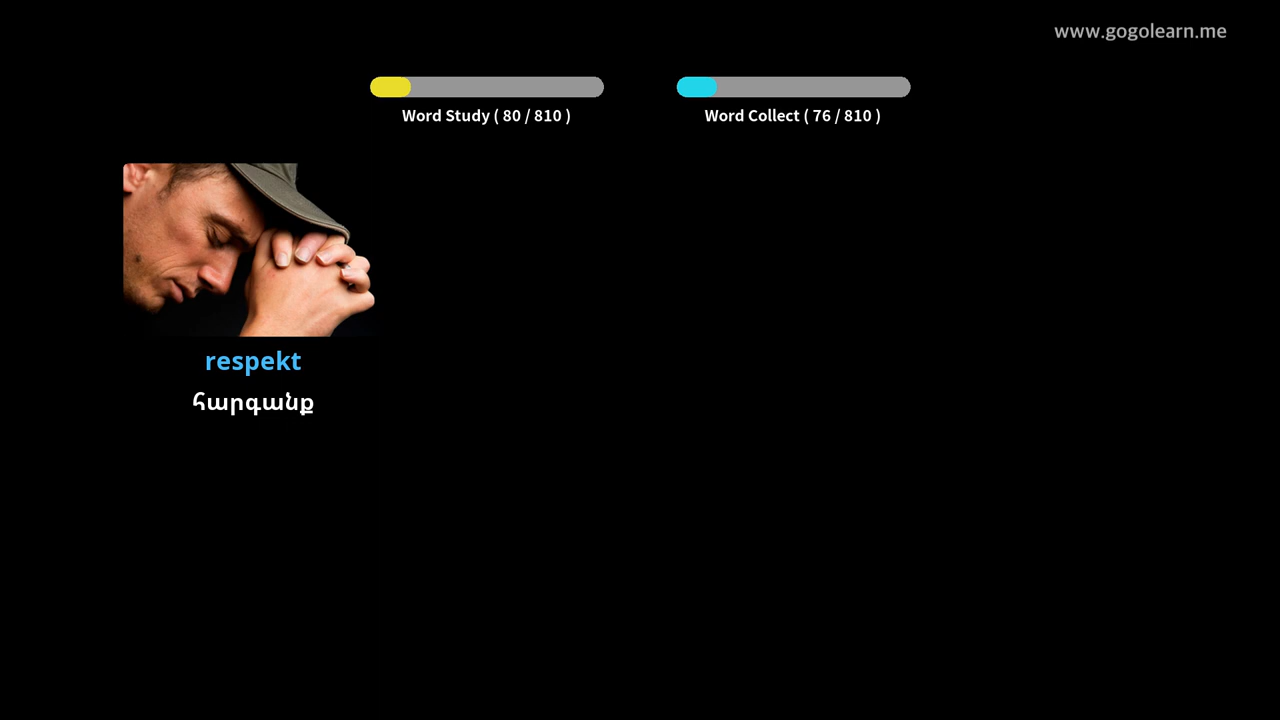 www.gogolearn.me
Word Study ( 80 / 810 )
Word Collect ( 76 / 810 )
respekt
հարգանք